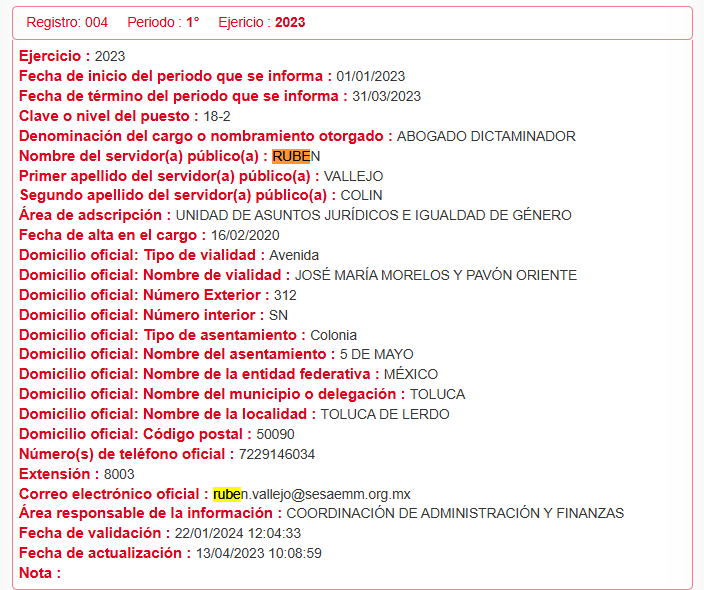 Registro: 004 Periodo : 1° Ejericio : 2023
Ejercicio : 2023
Fecha de inicio del periodo que se informa : 01/01/2023
Fecha de término del periodo que se informa : 31/03/2023
Clave o nivel del puesto : 18-2
Denominación del cargo o nombramiento otorgado : ABOGADO DICTAMINADOR
Nombre del servidor(a) público(a) : RUBEN
Primer apellido del servidor(a) público(a) : VALLEJO
Segundo apellido del servidor(a) público(a) : COLIN
Área de adscripción : UNIDAD DE ASUNTOS JURÍDICOS E IGUALDAD DE GÉNERO
Fecha de alta en el cargo : 16/02/2020
Domicilio oficial: Tipo de vialidad : Avenida
Domicilio oficial: Nombre de vialidad : JOSÉ MARÍA MORELOS Y PAVÓN ORIENTE
Domicilio oficial: Número Exterior : 312
Domicilio oficial: Número interior : SN
Domicilio oficial: Tipo de asentamiento : Colonia
Domicilio oficial: Nombre del asentamiento : 5 DE MAYO
Domicilio oficial: Nombre de la entidad federativa : MÉXICO
Domicilio oficial: Nombre del municipio o delegación : TOLUCA
Domicilio oficial: Nombre de la localidad : TOLUCA DE LERDO
Domicilio oficial: Código postal : 50090
Número(s) de teléfono oficial : 7229146034
Extensión : 8003
Correo electrónico oficial : ruben.vallejo@sesaemm.org.mx
Área responsable de la información : COORDINACIÓN DE ADMINISTRACIÓN Y FINANZAS
Fecha de validación : 22/01/2024 12:04:33
Fecha de actualización : 13/04/2023 10:08:59
Nota :